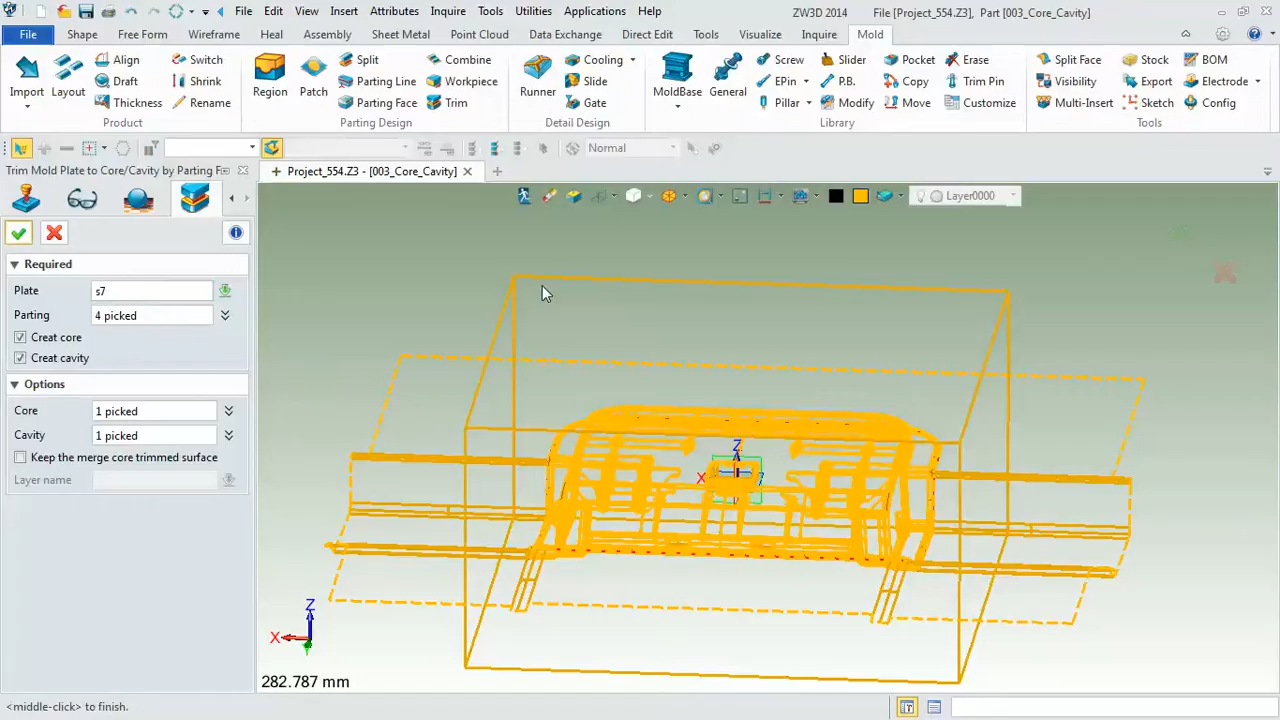 File Edit View Insert Attributes Inquire Tools Utilities Applications Help
ZW3D 2014 File [Project_554.Z3], Part [003_Core_Cavity]
File Shape Free Form Wireframe Heal Assembly Sheet Metal Point Cloud Data Exchange Direct Edit Tools Visualize Inquire Mold
Align Switch Split Combine Cooling Screw Slider Pocket Erase Split Face Stock BOM
Import Layout Draft Shrink Region Patch Parting Line Workpiece Runner Slide MoldBase General EPin P.B. Copy Trim Pin Visibility Export Electrode
Thickness Rename Parting Face Trim Gate Pillar Modify Move Customize Multi-Insert Sketch Config
Product Parting Design Detail Design Library Tools
Normal
Trim Mold Plate to Core/Cavity by Parting Fa
Project_554.Z3 - [003_Core_Cavity]
Layer0000
Required
Plate s7
Parting 4 picked
Creat core
Creat cavity
Options
Core 1 picked
Cavity 1 picked
Keep the merge core trimmed surface
Layer name
Z
X
Z
X
282.787 mm
<middle-click> to finish.